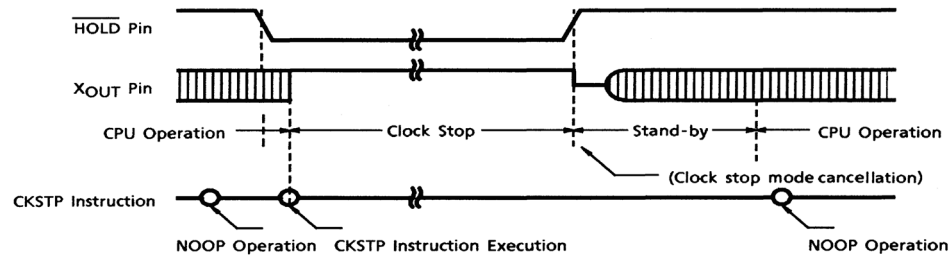 HOLD Pin
XOUT Pin
CPU Operation
Clock Stop
Stand-by
CPU Operation
(Clock stop mode cancellation)
CKSTP Instruction
NOOP Operation
CKSTP Instruction Execution
NOOP Operation